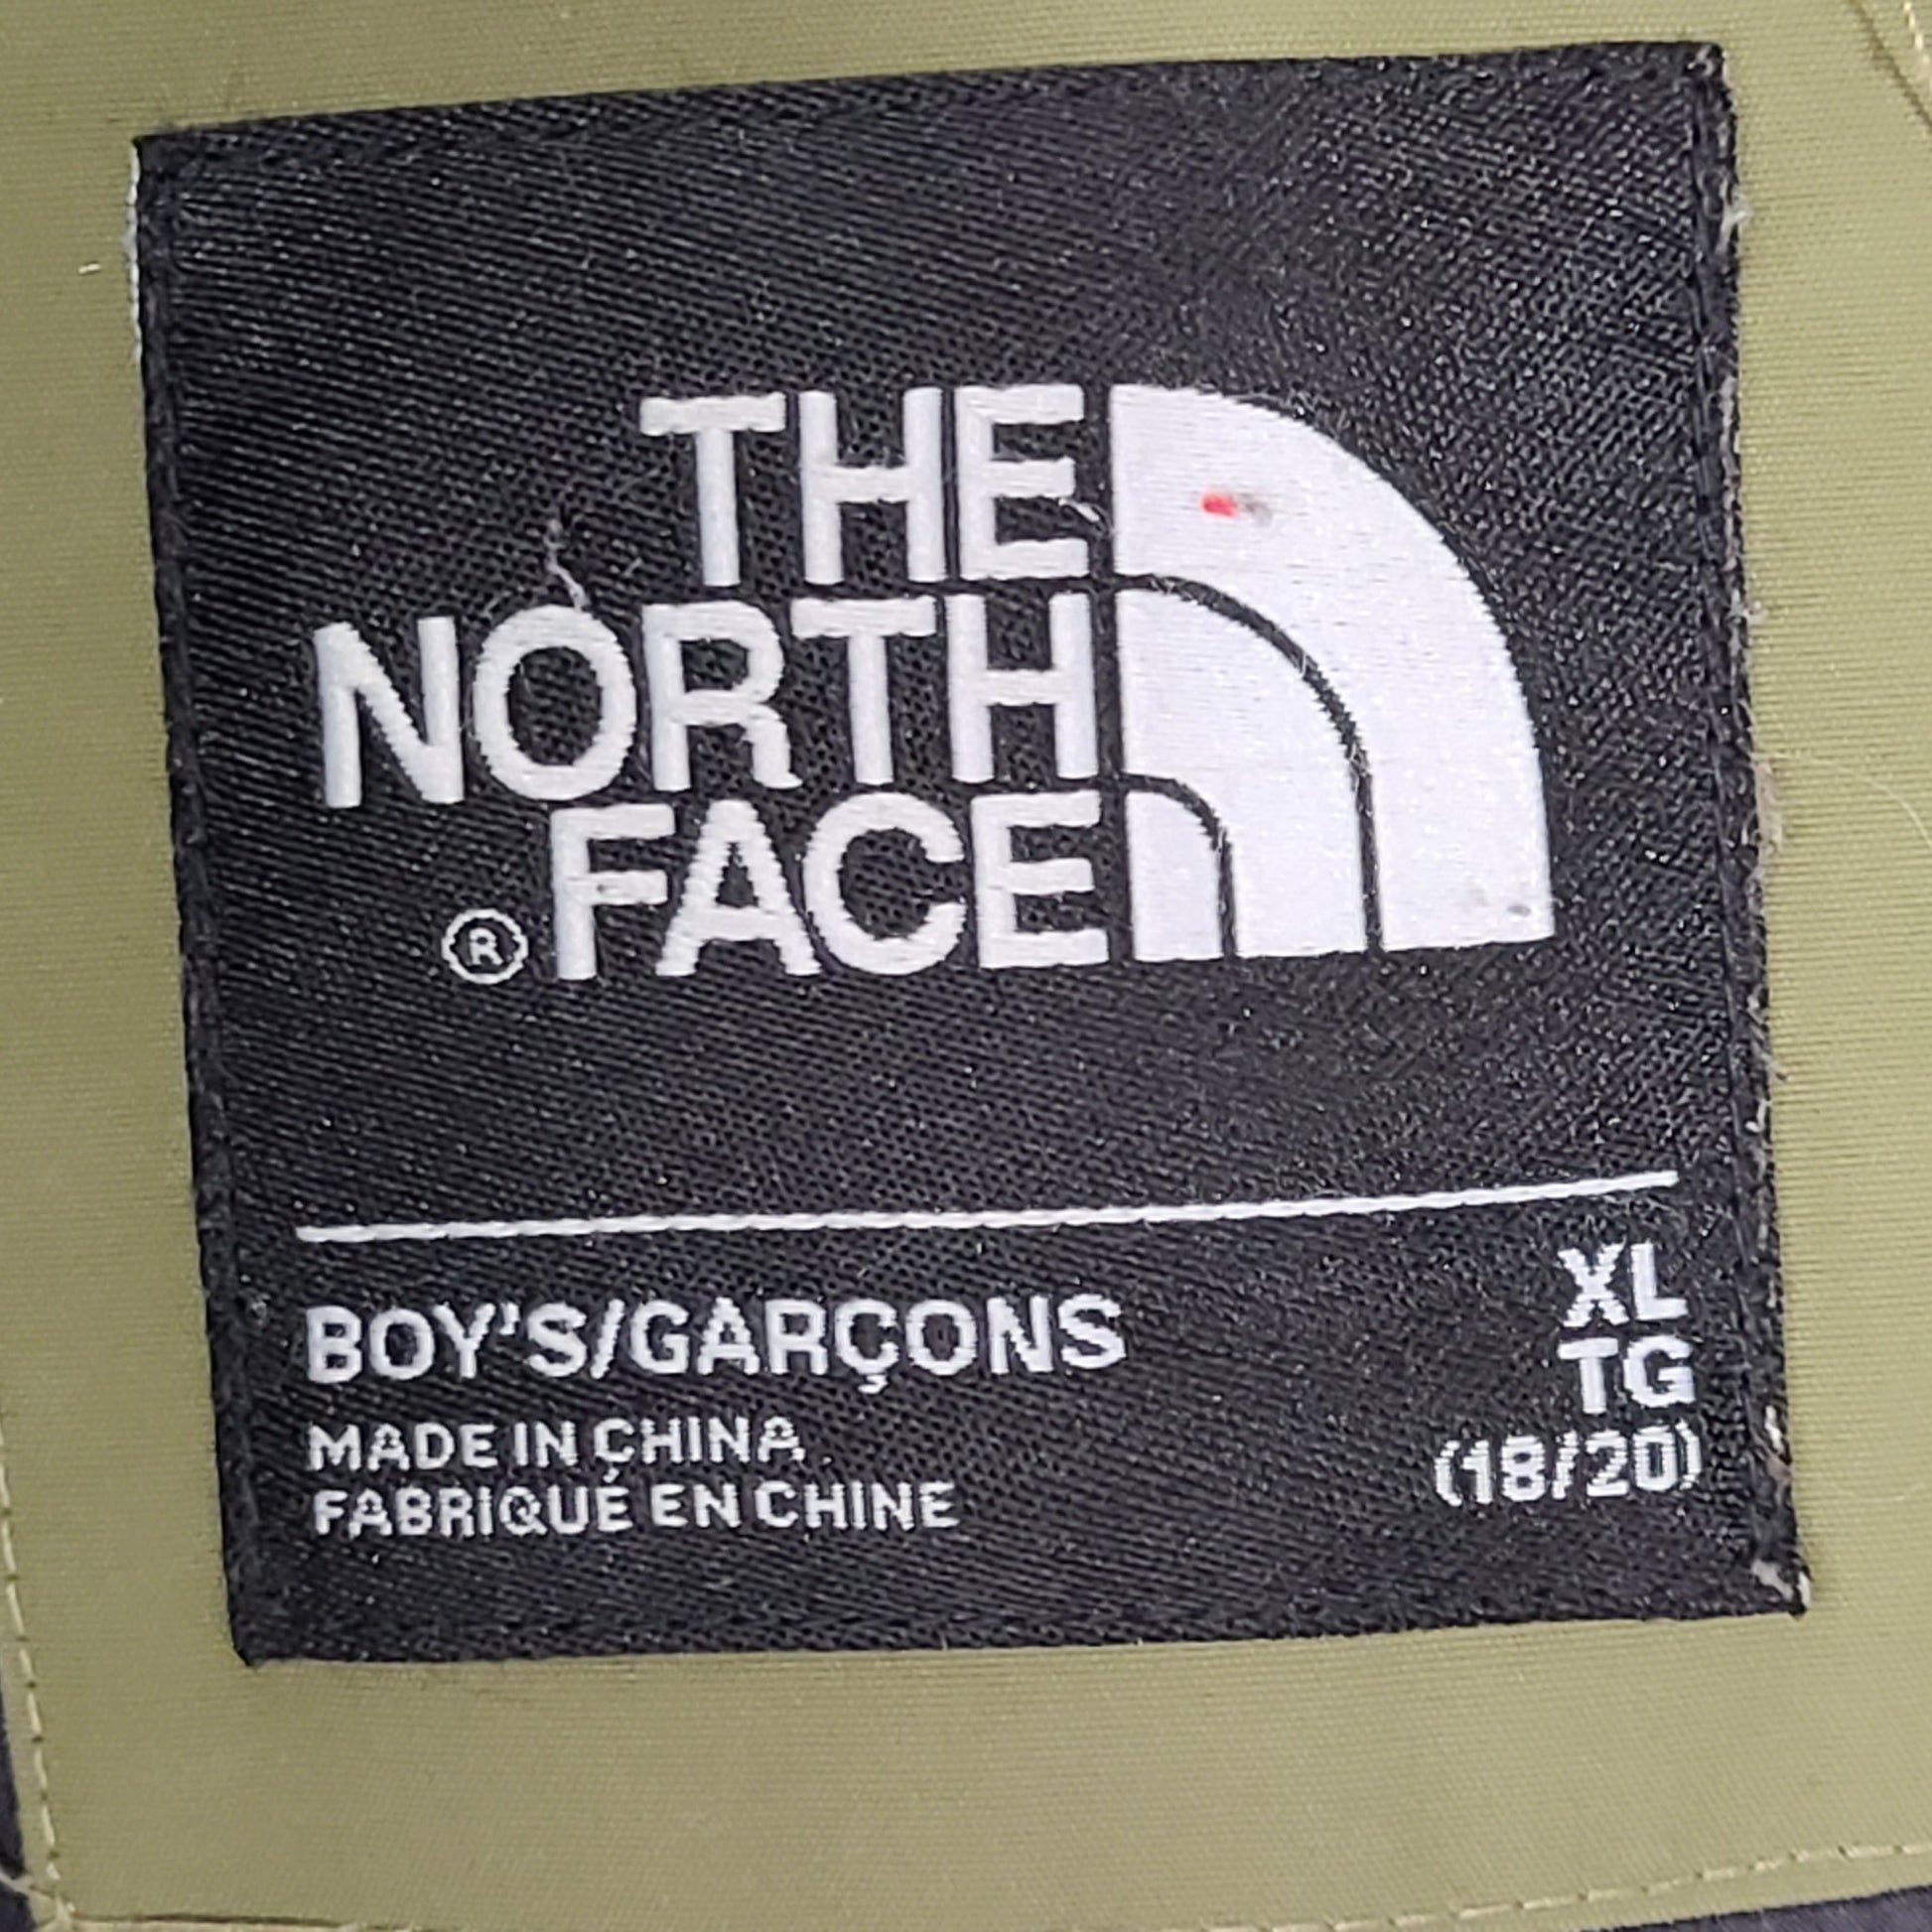 THE
NORTH
®FACE
BOY'S/GARÇONS
XL
TG
(18/20)
MADE IN CHINA
FABRIQUÉ EN CHINE